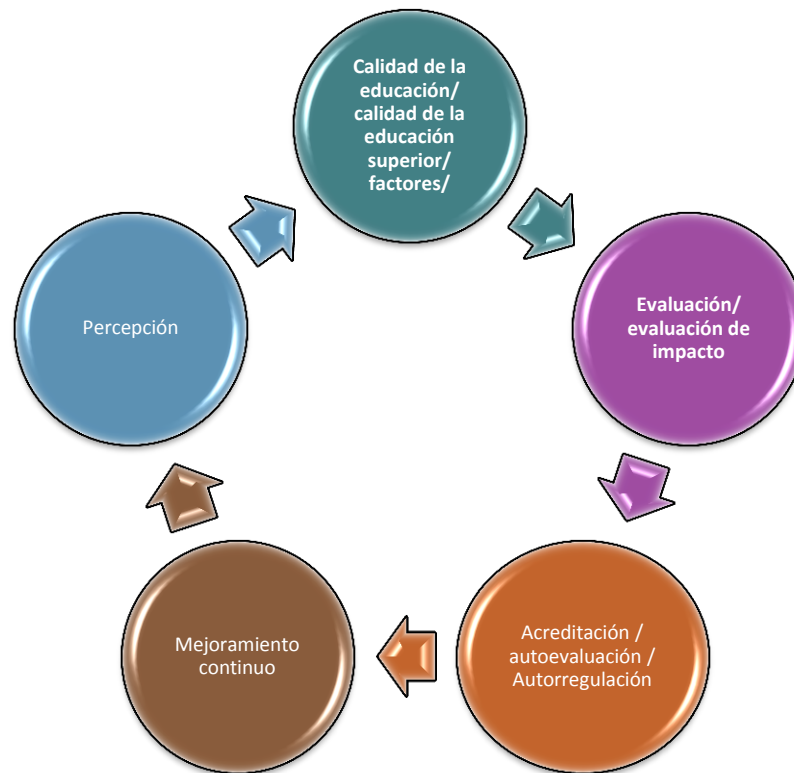 Calidad de la
educación/
calidad de la
educación
superior/
factores/
Evaluación/
evaluación de
impacto
Acreditación /
autoevaluación /
Autorregulación
Mejoramiento
continuo
Percepción